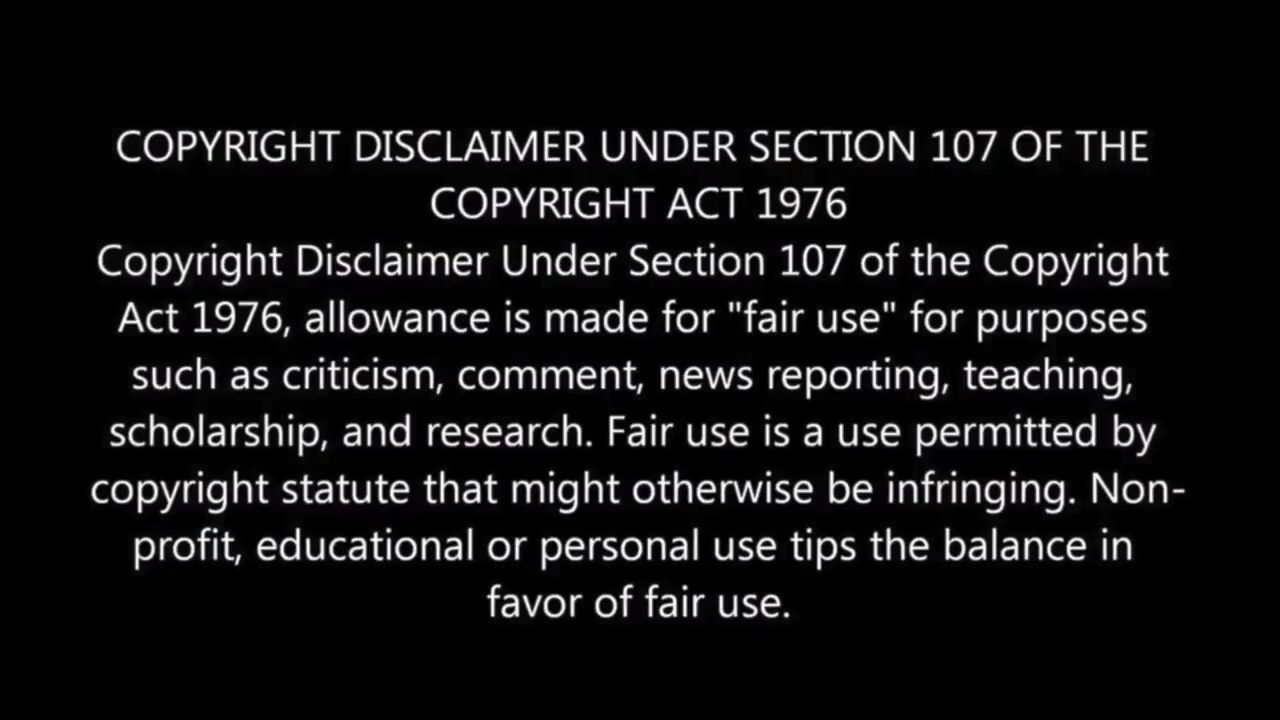 COPYRIGHT DISCLAIMER UNDER SECTION 107 OF THE
COPYRIGHT ACT 1976
Copyright Disclaimer Under Section 107 of the Copyright
Act 1976, allowance is made for "fair use" for purposes
such as criticism, comment, news reporting, teaching,
scholarship, and research. Fair use is a use permitted by
copyright statute that might otherwise be infringing. Non-
profit, educational or personal use tips the balance in
favor of fair use.